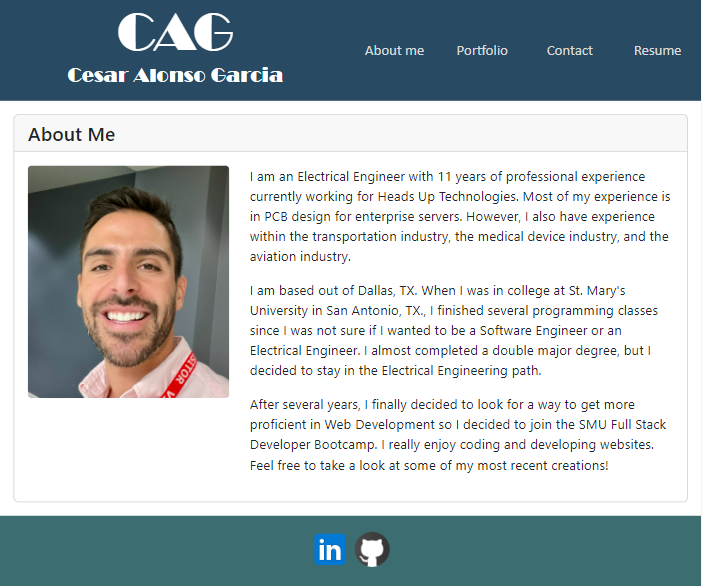 CAG
Cesar Alonso Garcia
About me Portfolio Contact Resume
About Me
I am an Electrical Engineer with 11 years of professional experience
currently working for Heads Up Technologies. Most of my experience is
in PCB design for enterprise servers. However, I also have experience
within the transportation industry, the medical device industry, and the
aviation industry.
I am based out of Dallas, TX. When I was in college at St. Mary's
University in San Antonio, TX., I finished several programming classes
since I was not sure if I wanted to be a Software Engineer or an
Electrical Engineer. I almost completed a double major degree, but I
decided to stay in the Electrical Engineering path.
After several years, I finally decided to look for a way to get more
proficient in Web Development so I decided to join the SMU Full Stack
Developer Bootcamp. I really enjoy coding and developing websites.
Feel free to take a look at some of my most recent creations!
VISITOR
in